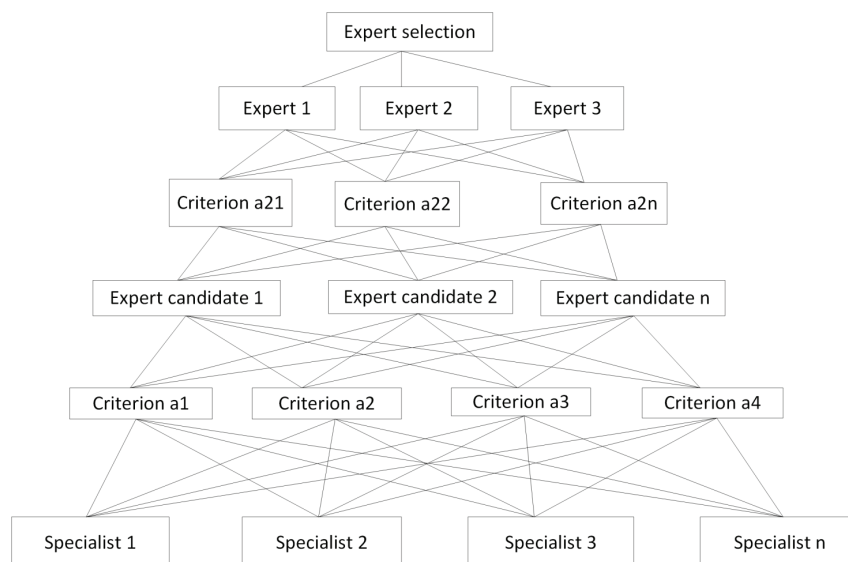 Expert selection
Expert 1
Expert 2
Expert 3
Criterion a21
Criterion a22
Criterion a2n
Expert candidate 1
Expert candidate 2
Expert candidate n
Criterion a1
Criterion a2
Criterion a3
Criterion a4
Specialist 1
Specialist 2
Specialist 3
Specialist n